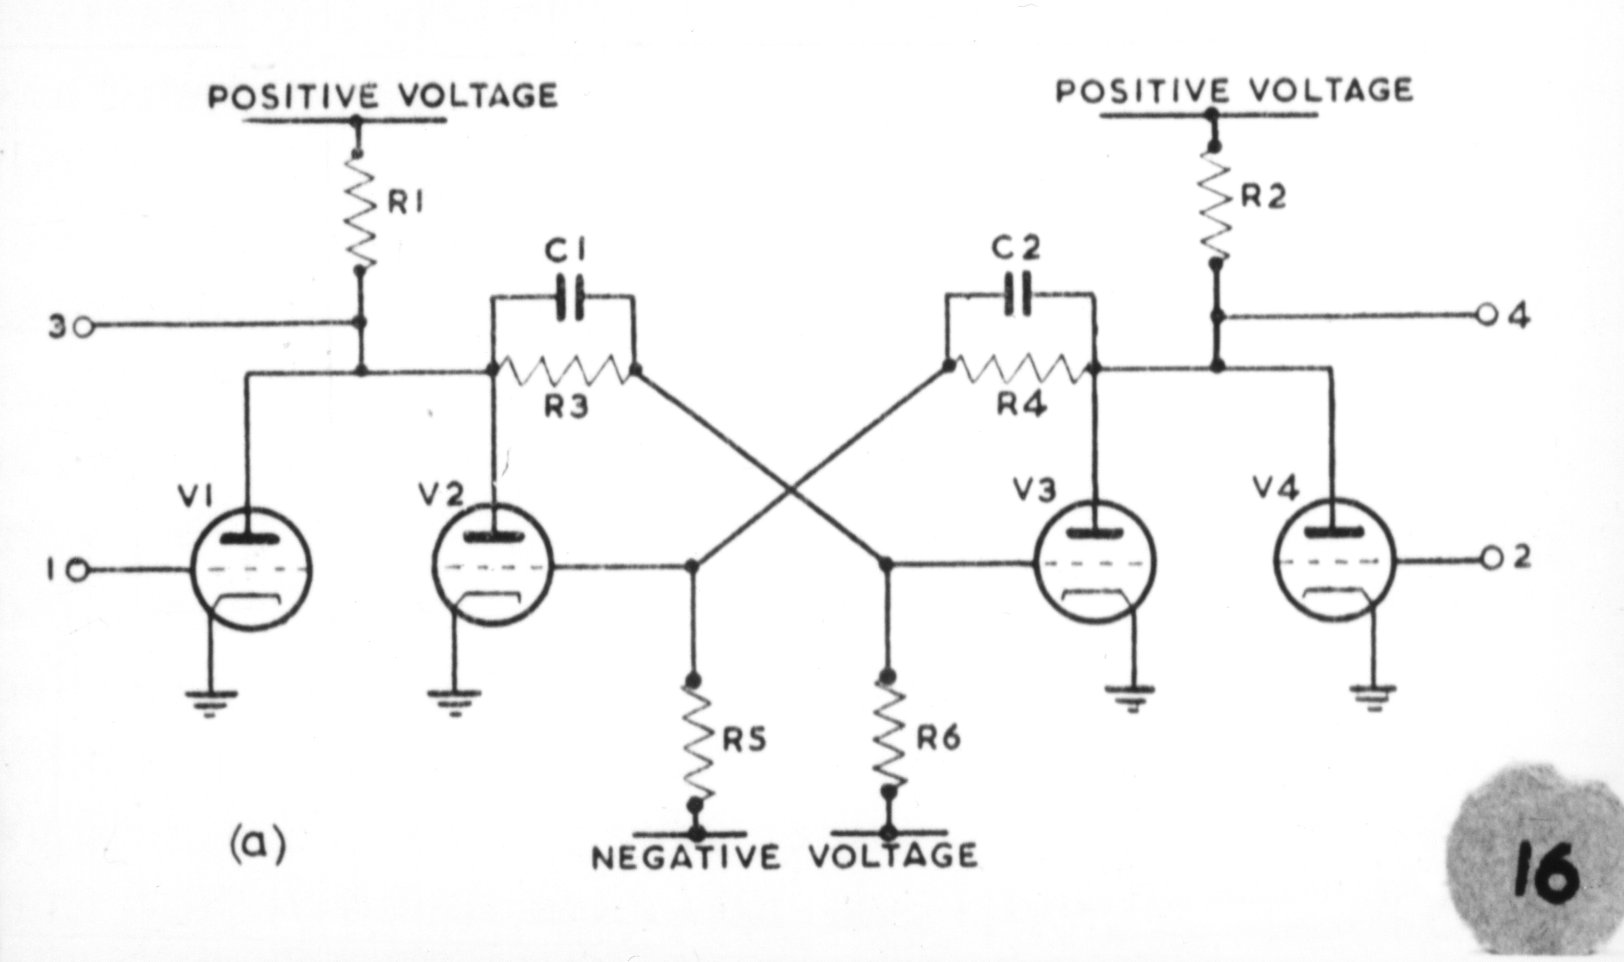 POSITIVE VOLTAGE
POSITIVE VOLTAGE
R1
R2
C1
C2
3
4
R3
R4
V1
V2
V3
V4
1
2
R5
R6
(a)
NEGATIVE VOLTAGE
16